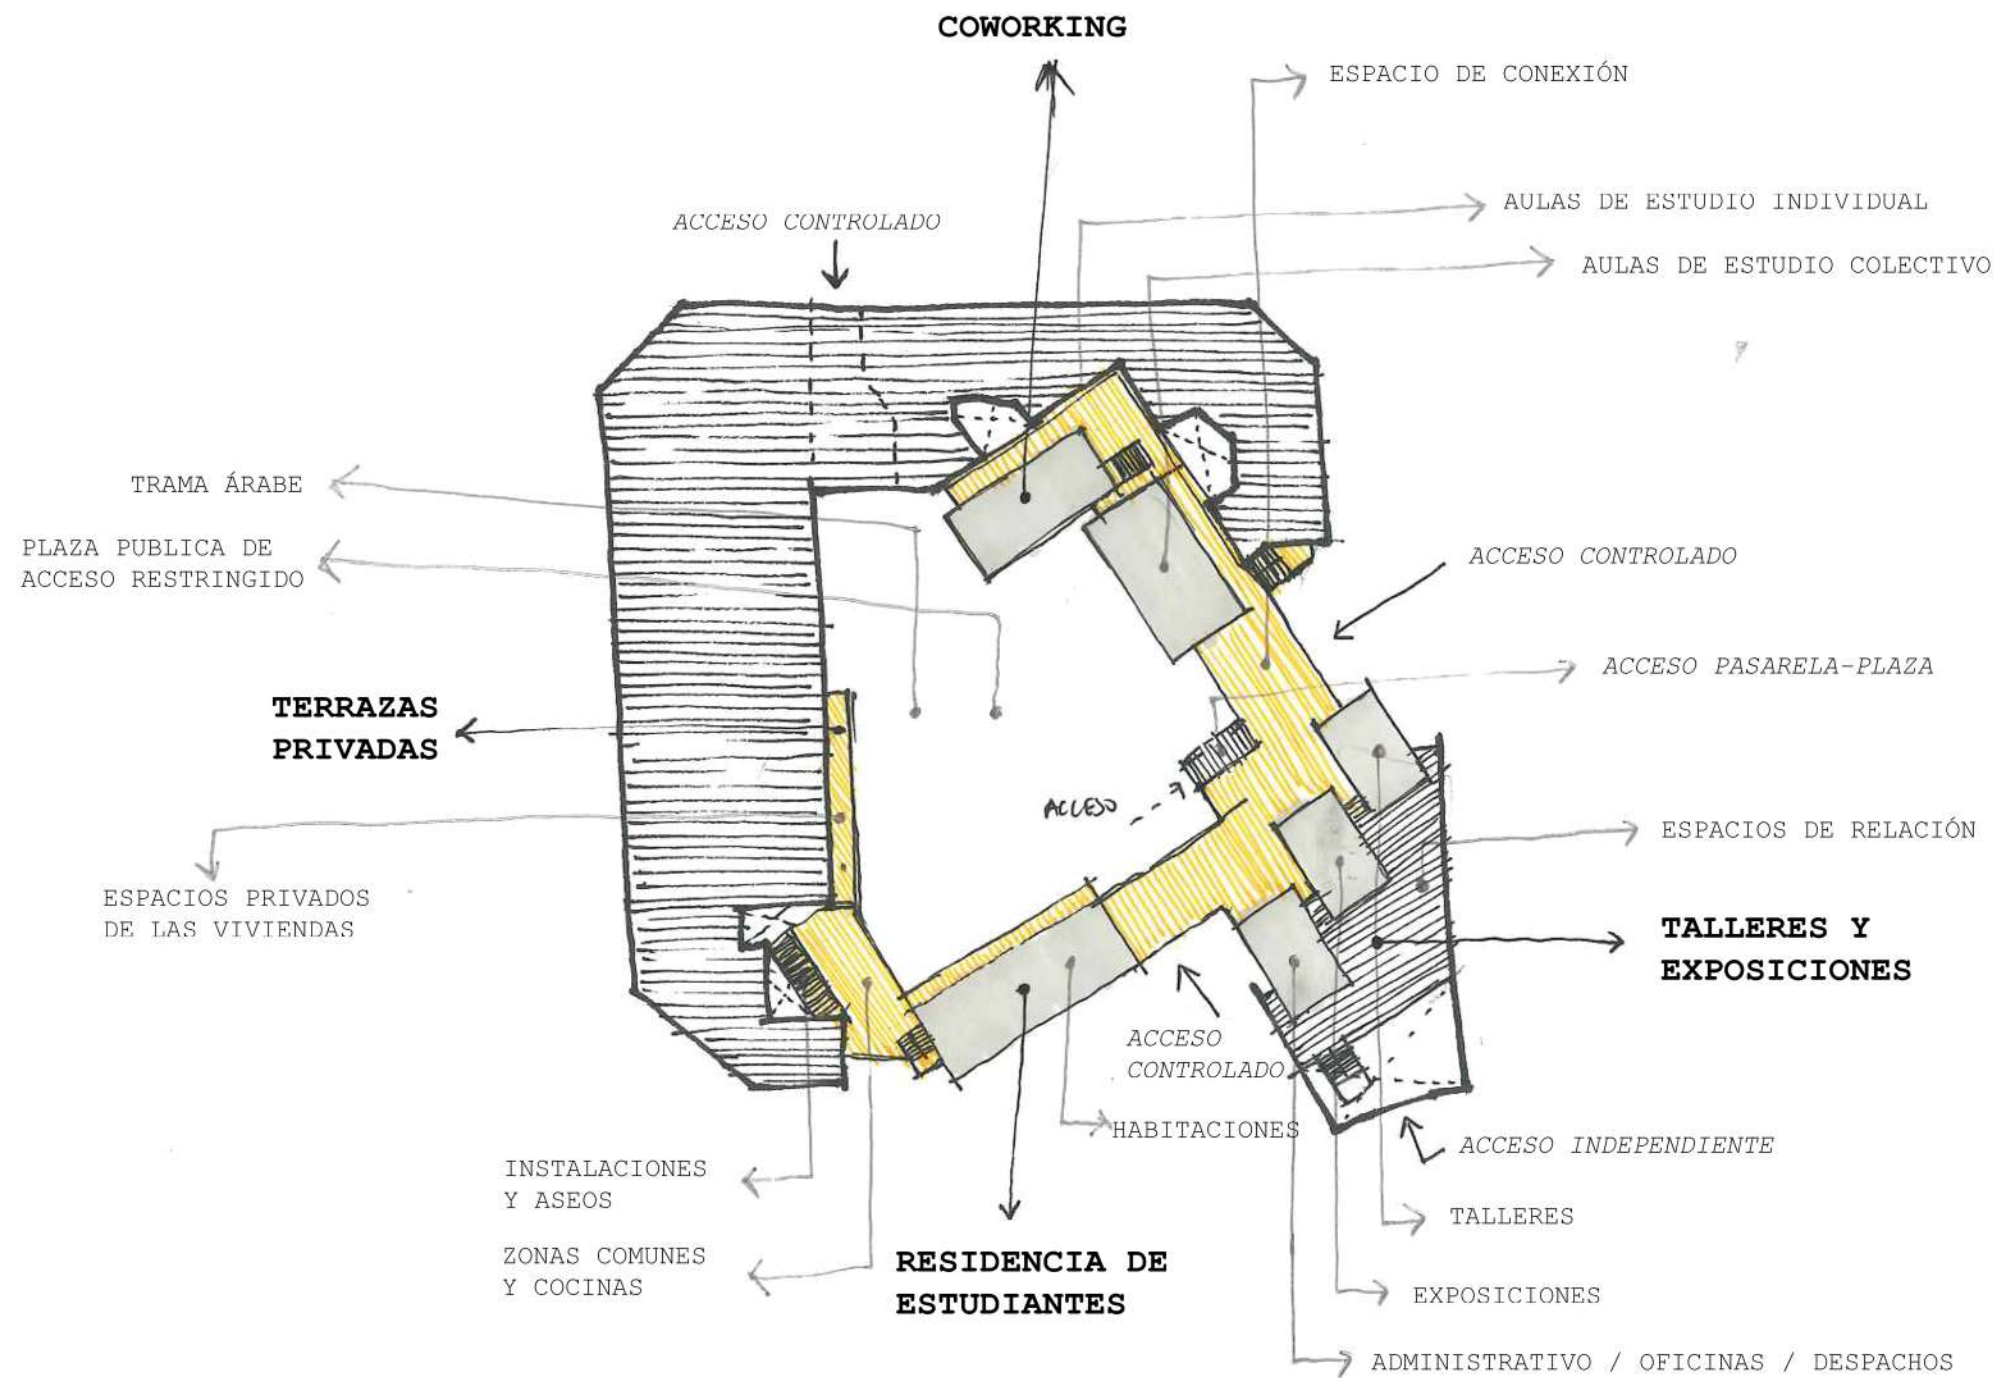 COWORKING
ESPACIO DE CONEXIÓN
AULAS DE ESTUDIO INDIVIDUAL
ACCESO CONTROLADO
AULAS DE ESTUDIO COLECTIVO
TRAMA ÁRABE
PLAZA PUBLICA DE
ACCESO RESTRINGIDO
ACCESO CONTROLADO
ACCESO PASARELA-PLAZA
TERRAZAS
PRIVADAS
ACCESO
ESPACIOS DE RELACIÓN
ESPACIOS PRIVADOS
DE LAS VIVIENDAS
TALLERES Y
EXPOSICIONES
ACCESO
CONTROLADO
HABITACIONES
ACCESO INDEPENDIENTE
INSTALACIONES
Y ASEOS
TALLERES
ZONAS COMUNES
Y COCINAS
RESIDENCIA DE
ESTUDIANTES
EXPOSICIONES
ADMINISTRATIVO / OFICINAS / DESPACHOS